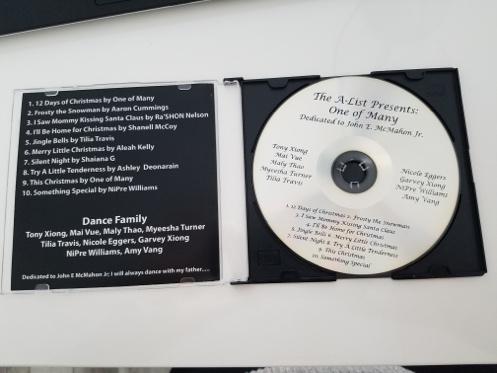 1. 12 Days of Christmas by One of Many
2. Frosty the Snowman by Aaron Cummings
3. I Saw Mommy Kissing Santa Claus by Ra'SHON Nelson
4. I'll Be Home for Christmas by Shanell McCoy
5. Jingle Bells by Tilia Travis
6. Merry Little Christmas by Aleah Kelly
7. Silent Night by Shaiana G
8. Try A Little Tenderness by Ashley Deonarain
9. This Christmas by One of Many
10. Something Special by NiPre Williams
Dance Family
Tony Xiong, Mai Vue, Maly Thao, Myeesha Turner
Tilia Travis, Nicole Eggers, Garvey Xiong
NiPre Williams, Amy Vang
Dedicated to John E McMahon Jr; I will always dance with my father....
The A-List Presents:
One of Many
Dedicated to John E. McMahon Jr.
Tony Xiong
Mai Vue
Maly Thao
Myeesha Turner
Tilia Travis
Nicole Eggers
Garvey Xiong
NiPre Williams
Amy Vang
1. 12 Days of Christmas 2. Frosty the Snowman
3. I Saw Mommy Kissing Santa Claus
4. I'll Be Home for Christmas
5. Jingle Bells 6. Merry Little Christmas
7. Silent Night 8. Try A Little Tenderness
9. This Christmas
10. Something Special